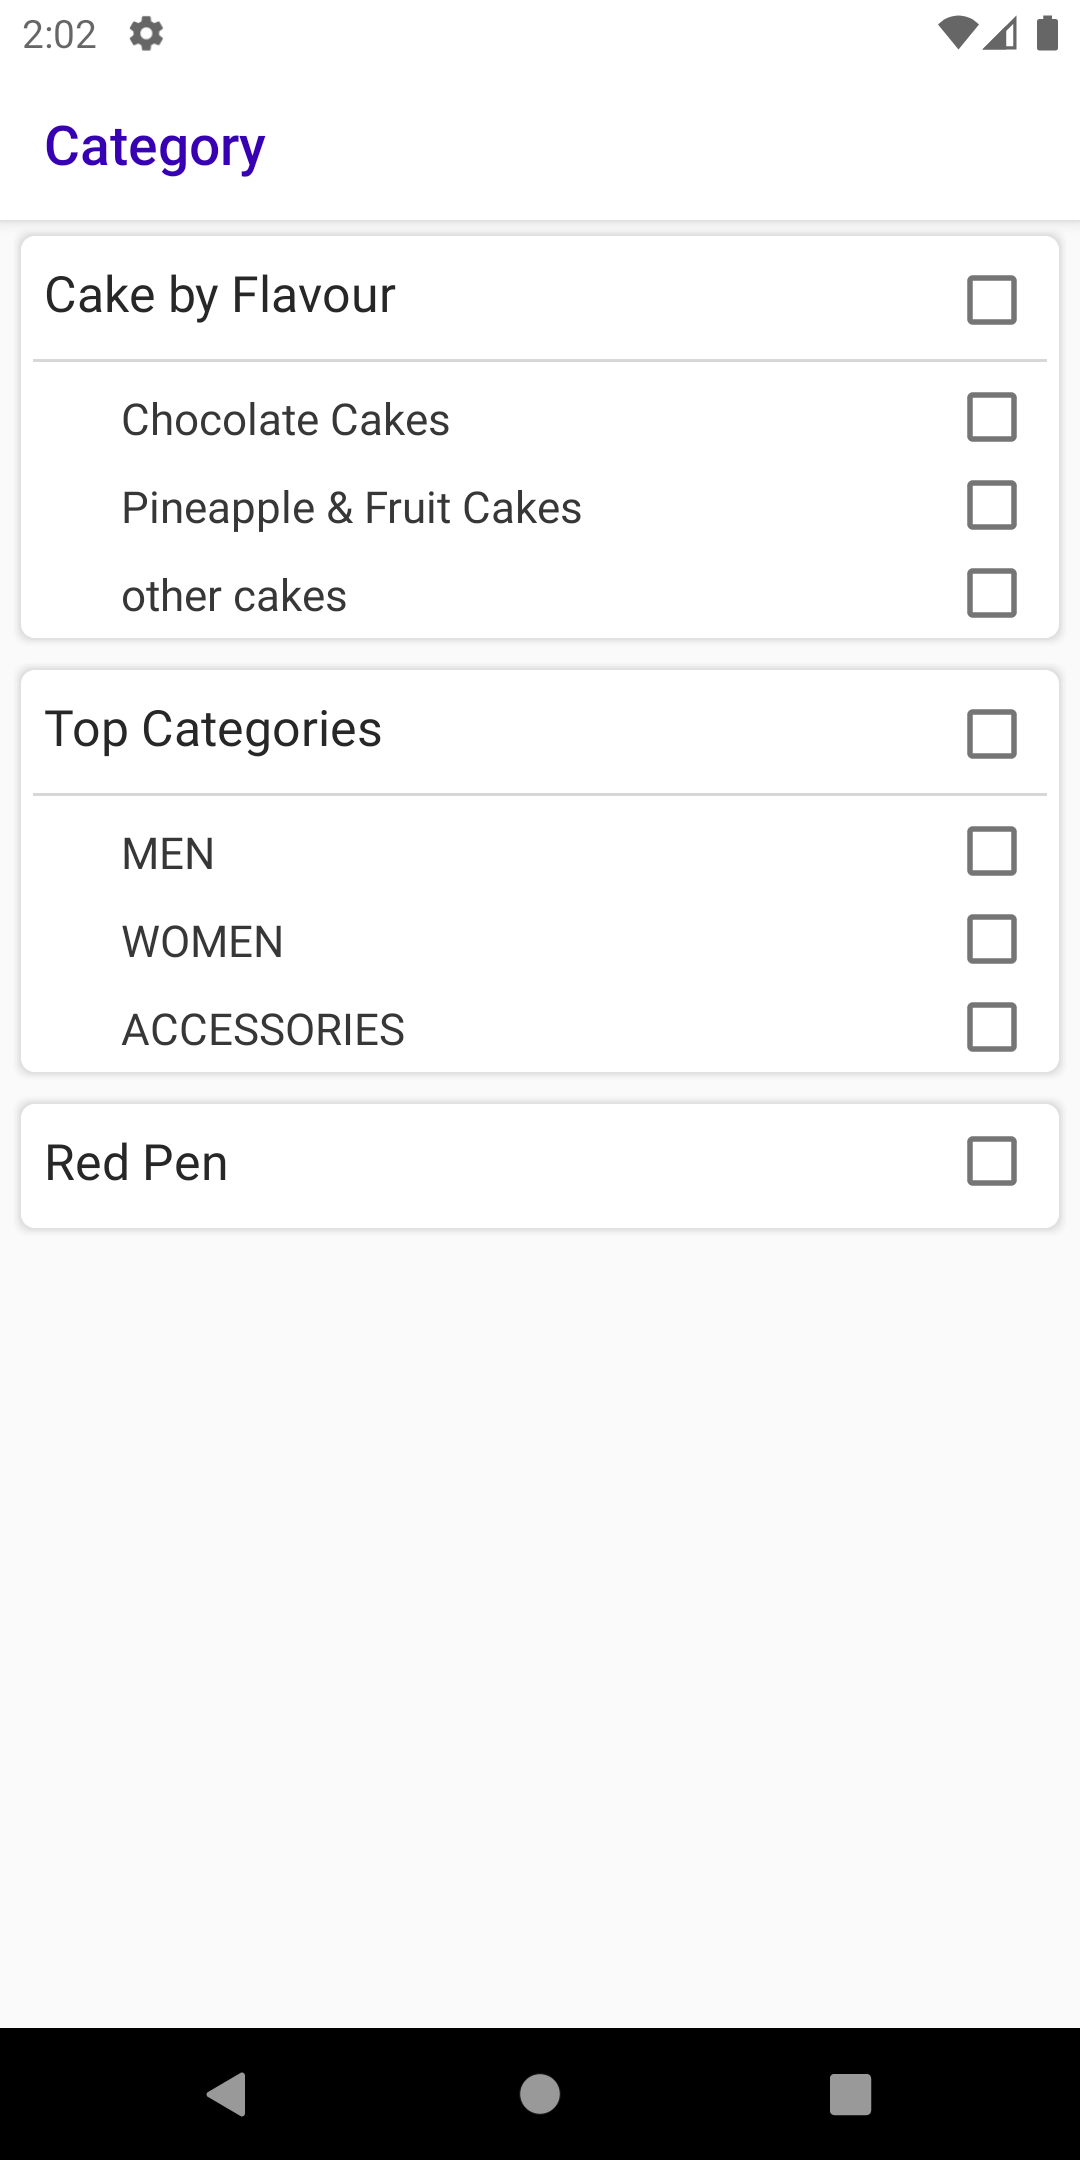 2:02
Category
Cake by Flavour
Chocolate Cakes
Pineapple & Fruit Cakes
other cakes
Top Categories
MEN
WOMEN
ACCESSORIES
Red Pen